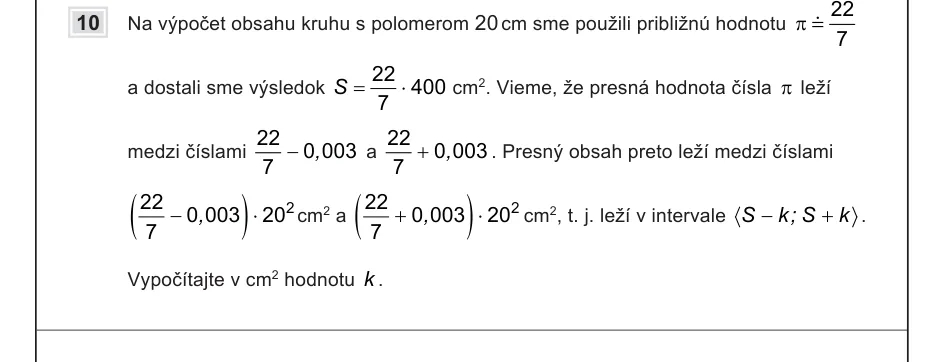 10 Na výpočet obsahu kruhu s polomerom 20 cm sme použili približnú hodnotu π ≐ 22/7
a dostali sme výsledok S = 22/7 · 400 cm². Vieme, že presná hodnota čísla π leží
medzi číslami 22/7 − 0,003 a 22/7 + 0,003. Presný obsah preto leží medzi číslami
(22/7 − 0,003) · 20² cm² a (22/7 + 0,003) · 20² cm², t. j. leží v intervale ⟨S − k; S + k⟩.
Vypočítajte v cm² hodnotu k.